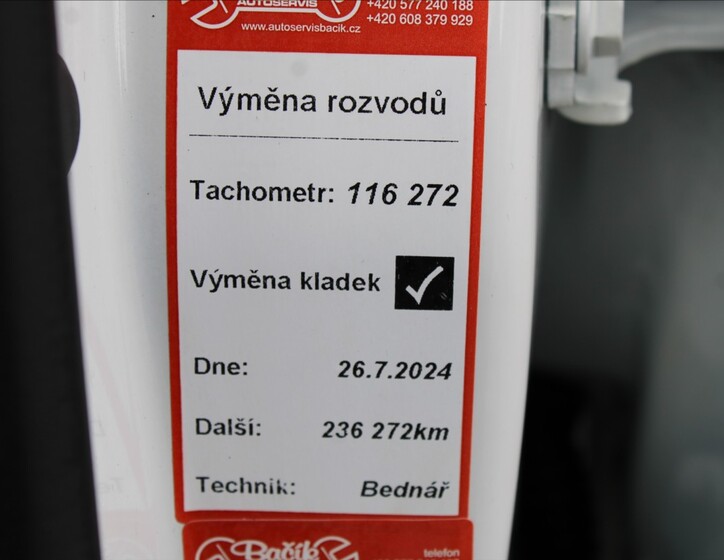 AUTOSERVIS
+420 577 240 188
+420 608 379 929
www.autoservisbacik.cz
Výměna rozvodů
Tachometr: 116 272
Výměna kladek
Dne: 26.7.2024
Další: 236 272km
Technik: Bednář
Bačík
telefon